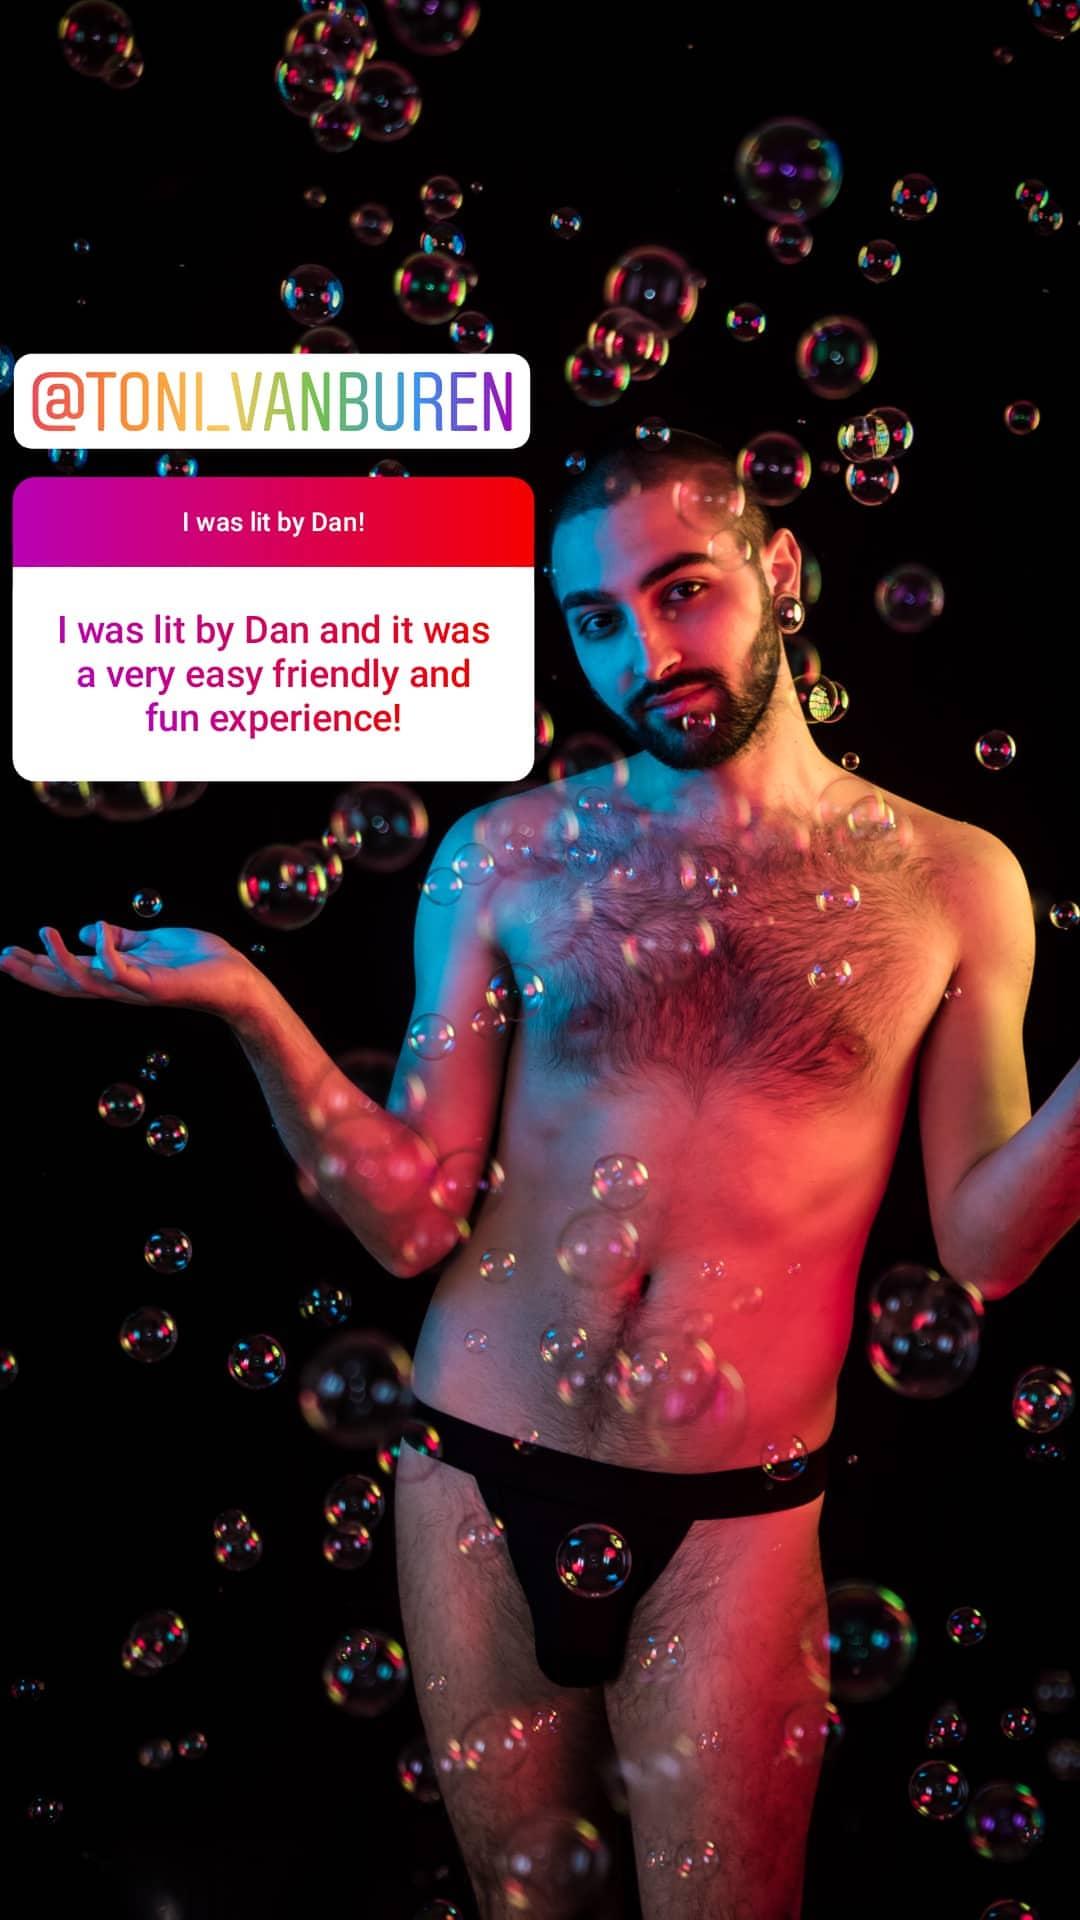 @TONI_VANBUREN
I was lit by Dan!
I was lit by Dan and it was
a very easy friendly and
fun experience!